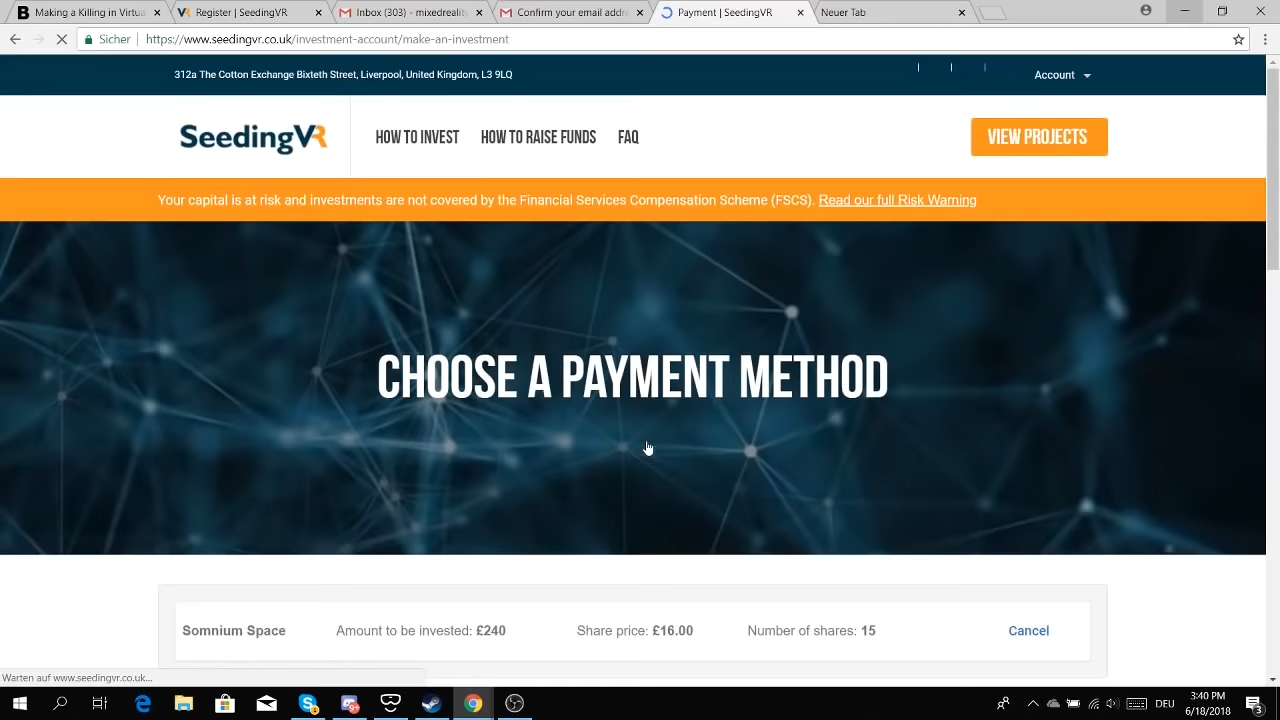 B Making in Killing in Virtua
Register | SeedingVR
Inbox (303) - mixedreality
Confirm your email addre
Payment | SeedingVR
Neuer Tab
Sicher https://www.seedingvr.co.uk/investment-account/make-an-investment
312a The Cotton Exchange Bixteth Street, Liverpool, United Kingdom, L3 9LQ
Account
SeedingVR
HOW TO INVEST
HOW TO RAISE FUNDS
FAQ
VIEW PROJECTS
Your capital is at risk and investments are not covered by the Financial Services Compensation Scheme (FSCS). Read our full Risk Warning
CHOOSE A PAYMENT METHOD
Somnium Space Amount to be invested: £240 Share price: £16.00 Number of shares: 15 Cancel
Warten auf www.seedingvr.co.uk...
DEU
3:40 PM
6/18/2018
3